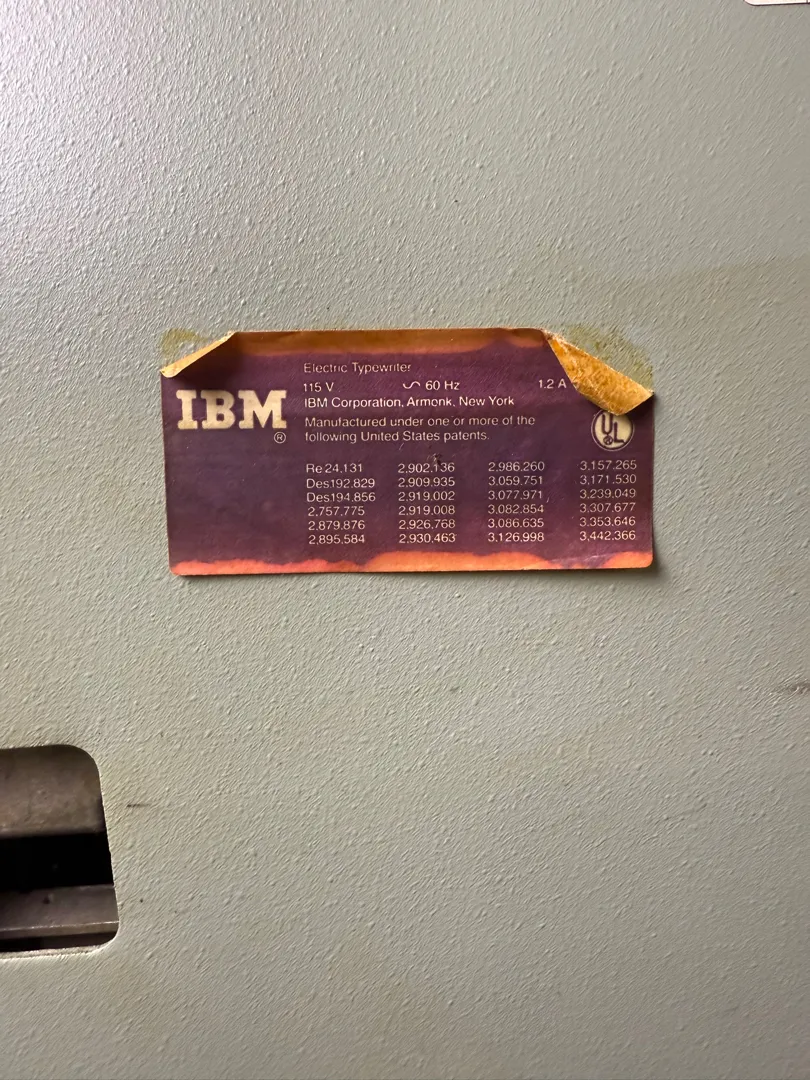 Electric Typewriter
115 V 60 Hz 1.2 A
IBM Corporation, Armonk, New York
IBM ®
Manufactured under one or more of the
following United States patents.
UL
Re 24,131 2,902,136 2,986,260 3,157,265
Des192,829 2,909,935 3,059,751 3,171,530
Des194,856 2,919,002 3,077,971 3,239,049
2,757,775 2,919,008 3,082,854 3,307,677
2,879,876 2,926,768 3,086,635 3,353,646
2,895,584 2,930,463 3,126,998 3,442,366